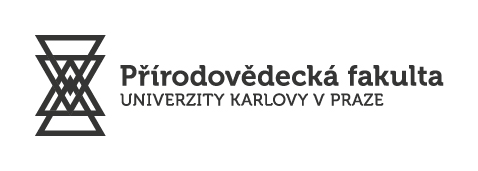 Přírodovědecká fakulta
UNIVERZITY KARLOVY V PRAZE